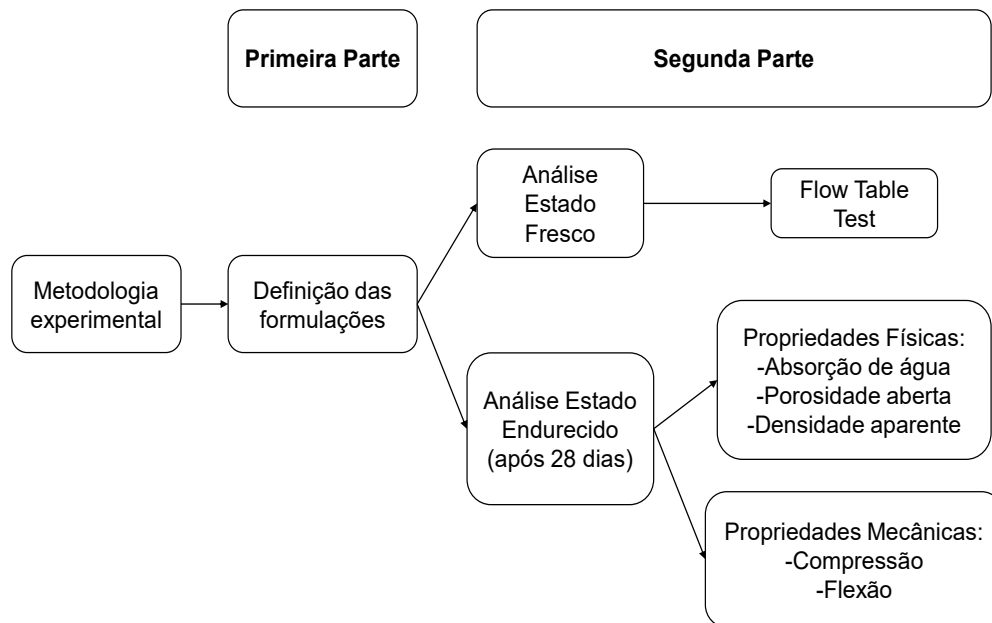 Primeira Parte
Segunda Parte
Metodologia
experimental
Definição das
formulações
Análise
Estado
Fresco
Flow Table
Test
Análise Estado
Endurecido
(após 28 dias)
Propriedades Físicas:
-Absorção de água
-Porosidade aberta
-Densidade aparente
Propriedades Mecânicas:
-Compressão
-Flexão